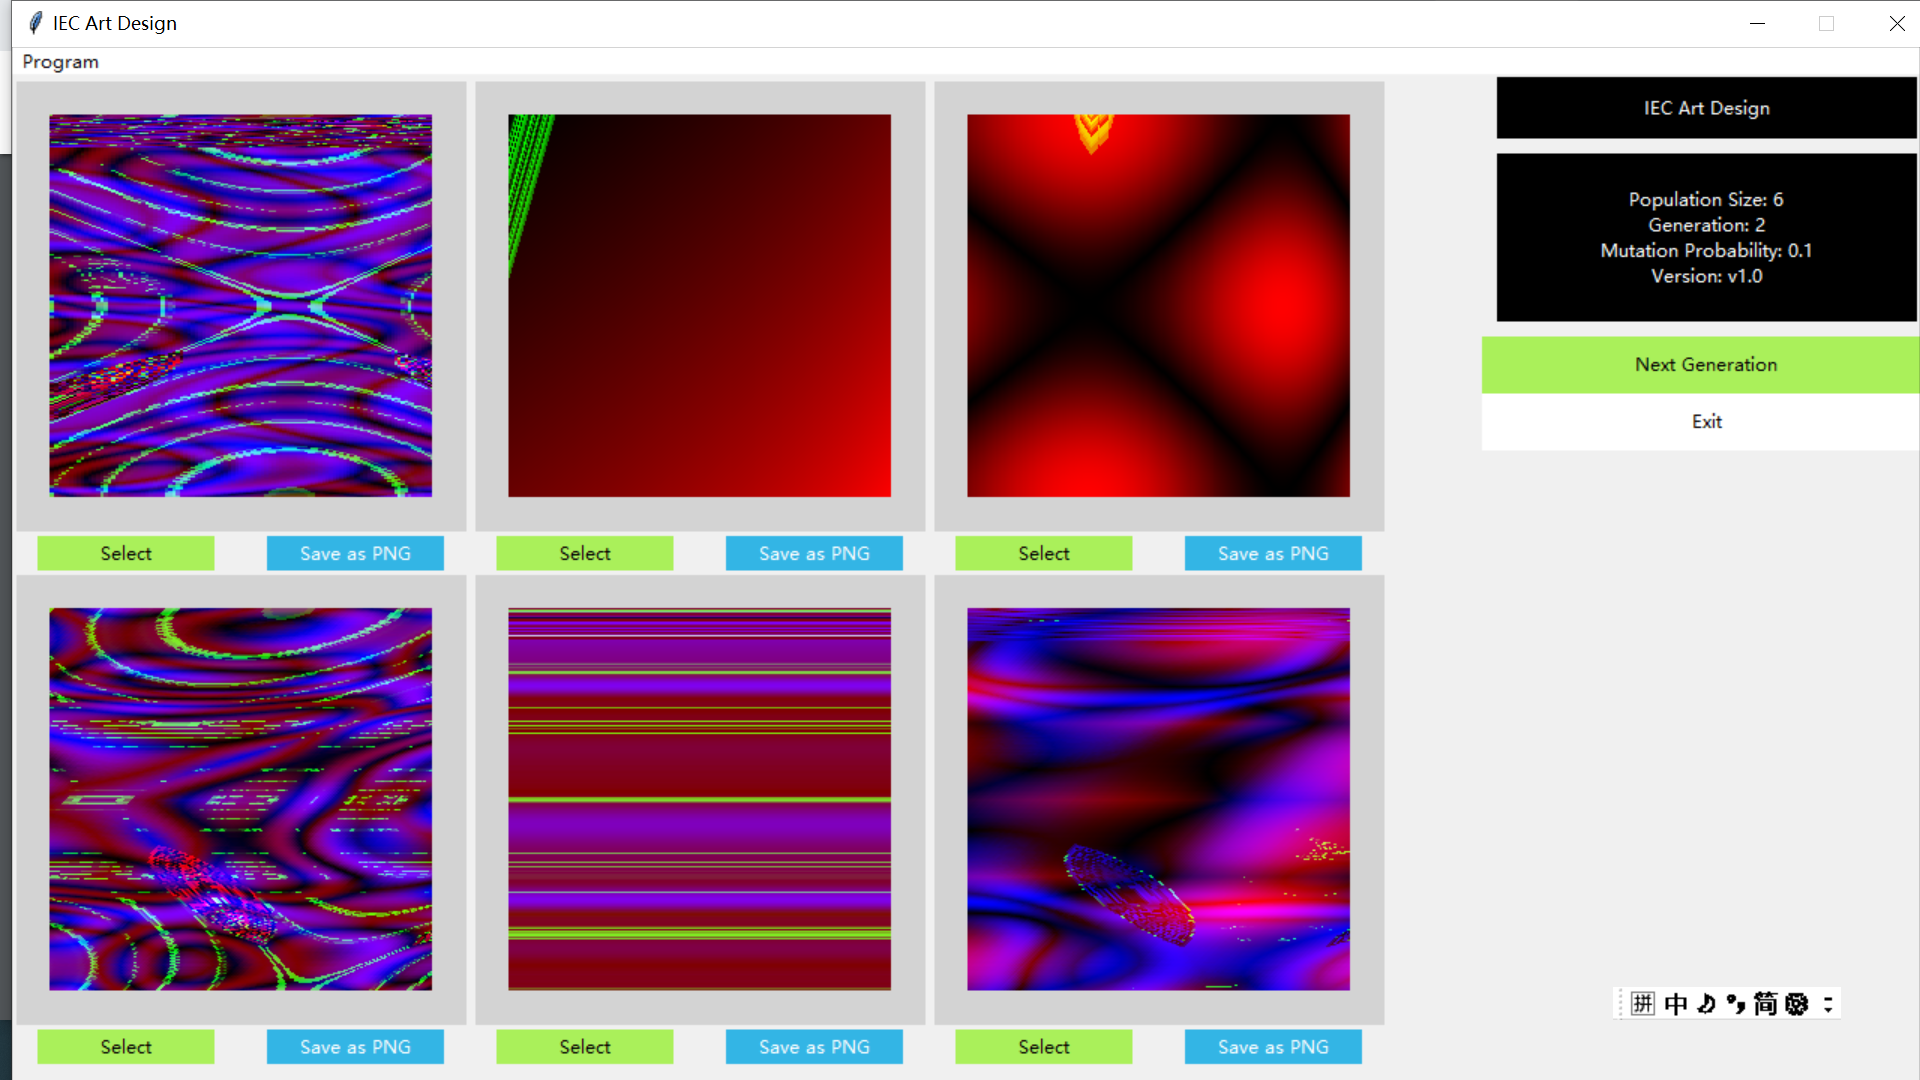 IEC Art Design
Program
IEC Art Design
Population Size: 6
Generation: 2
Mutation Probability: 0.1
Version: v1.0
Next Generation
Exit
Select
Save as PNG
Select
Save as PNG
Select
Save as PNG
Select
Save as PNG
Select
Save as PNG
Select
Save as PNG
拼 中 简